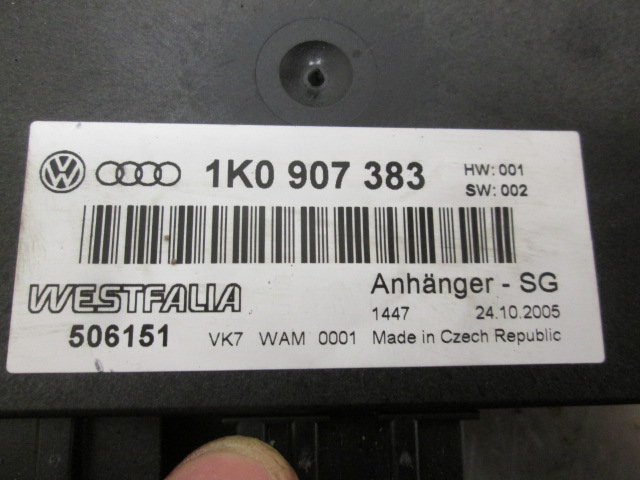 1K0 907 383
HW: 001
SW: 002
WESTFALIA
Anhänger - SG
1447 24.10.2005
506151 VK7 WAM 0001 Made in Czech Republic